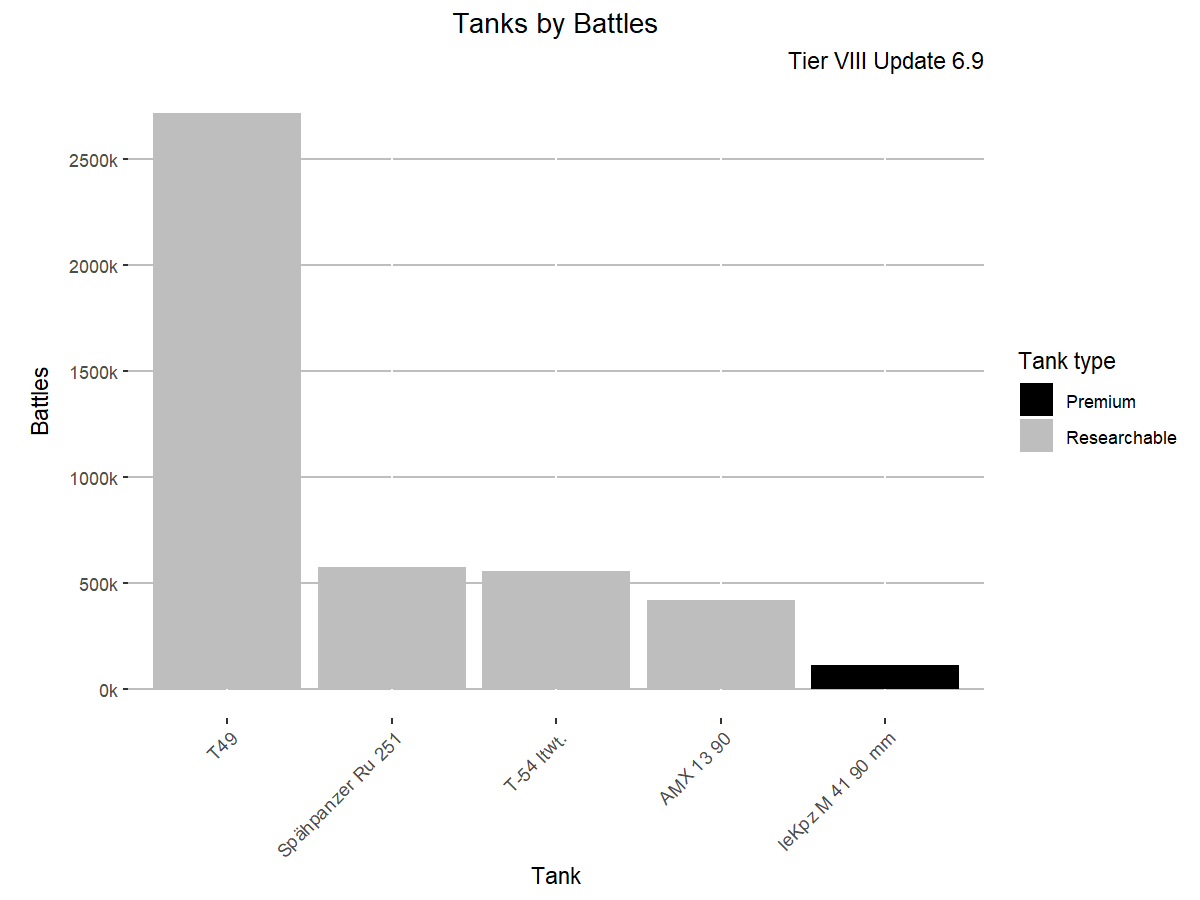 Tanks by Battles
Tier VIII Update 6.9
2500k
2000k
1500k
1000k
500k
0k
Battles
T49
Spähpanzer Ru 251
T-54 ltwt.
AMX 13 90
leKpz M 41 90 mm
Tank
Tank type
Premium
Researchable